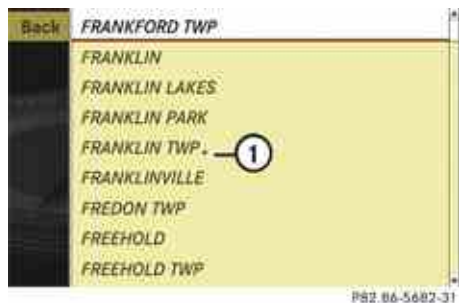 Back
FRANKFORD TWP
FRANKLIN
FRANKLIN LAKES
FRANKLIN PARK
FRANKLIN TWP.
1
FRANKLINVILLE
FREDON TWP
FREEHOLD
FREEHOLD TWP
P82.86-5682-31